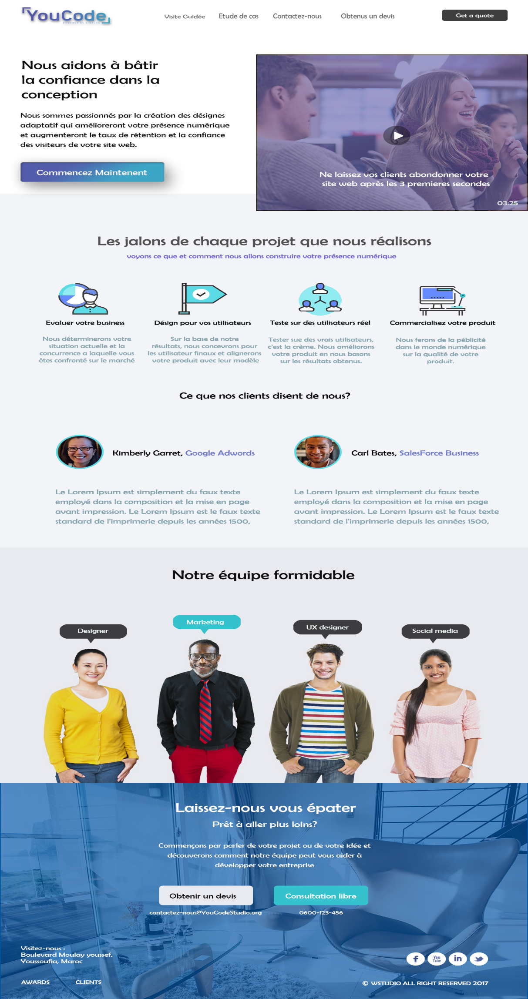 YouCode
POWERED BY SIMPLON
Visite Guidée
Etude de cas
Contactez-nous
Obtenus un devis
Get a quote
Nous aidons à bâtir
la confiance dans la
conception
Nous sommes passionnés par la création des désignes
adaptatif qui amélioreront votre présence numérique
et augmenteront le taux de rétention et la confiance
des visiteurs de votre site web.
Commencez Maintenent
Ne laissez vos clients abondonner votre
site web après les 3 premieres secondes
03:25
Les jalons de chaque projet que nous réalisons
voyons ce que et comment nous allons construire votre présence numérique
Evaluer votre business
Nous déterminerons votre
situation actuelle et la
concurrence a laquelle vous
êtes confronté sur le marché
Désign pour vos utilisateurs
Sur la base de notre
résultats, nous concevrons pour
les utilisateur finaux et alignerons
votre produit avec leur modèle
Teste sur des utilisateurs réel
Tester sue des vrais utilisateurs,
c'est la crème. Nous améliorons
votre produit en nous basons
sur les résultats obtenus.
Commercialisez votre produit
Nous ferons de la péblicité
dans le monde numérique
sur la qualité de votre
produit.
Ce que nos clients disent de nous?
Kimberly Garret, Google Adwords
Le Lorem Ipsum est simplement du faux texte
employé dans la composition et la mise en page
avant impression. Le Lorem Ipsum est le faux texte
standard de l'imprimerie depuis les années 1500,
Carl Bates, SalesForce Business
Le Lorem Ipsum est simplement du faux texte
employé dans la composition et la mise en page
avant impression. Le Lorem Ipsum est le faux texte
standard de l'imprimerie depuis les années 1500,
Notre équipe formidable
Designer
Marketing
UX designer
Social media
Laissez-nous vous épater
Prêt à aller plus loins?
Commençons par parler de votre projet ou de votre idée et
découverons comment notre équipe peut vous aider à
développer votre entreprise
Obtenir un devis
Consultation libre
contactez-nous@YouCodeStudio.org
0600-123-456
Visitez-nous :
Boulevard Moulay youssef,
Youssoufia, Maroc
f
You
Tube
in
AWARDS
CLIENTS
© WSTUDIO ALL RIGHT RESERVED 2017